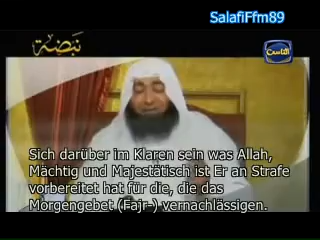 SalafiFfm89
نبضة
الناس
Sich darüber im Klaren sein was Allah,
Mächtig und Majestätisch ist Er an Strafe
vorbereitet hat für die, die das
Morgengebet (Fajr-) vernachlässigen.